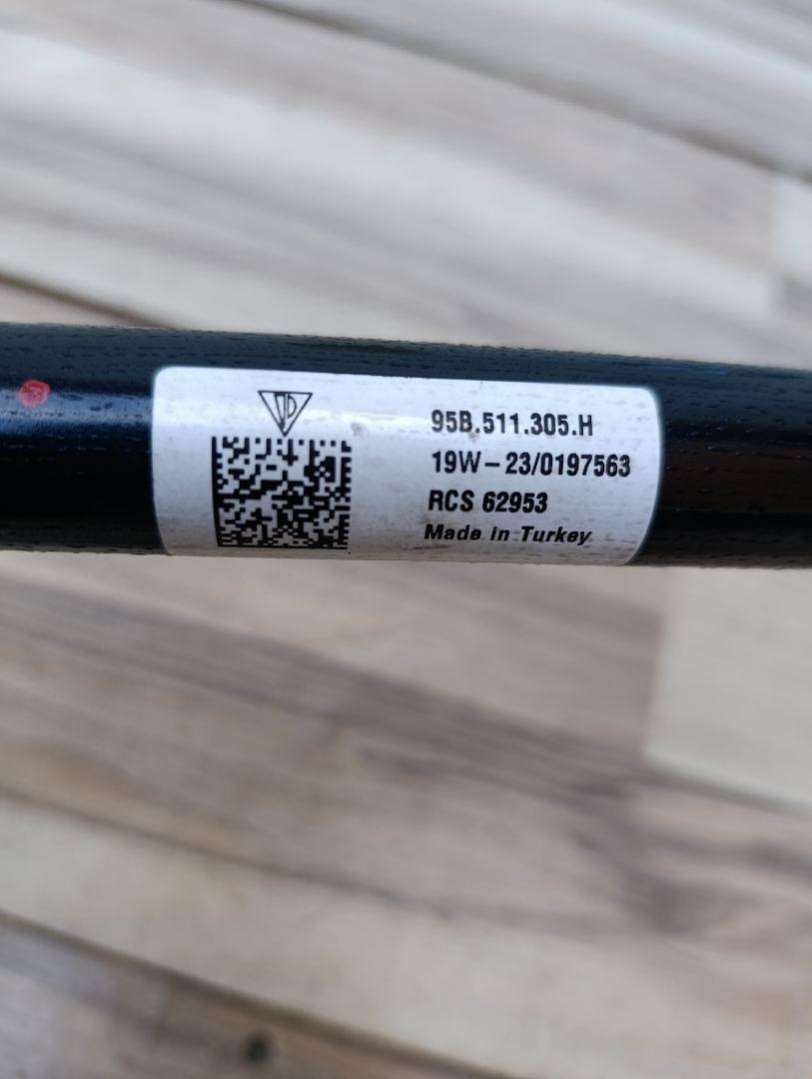 95B.511.305.H
19W-23/0197563
RCS 62953
Made in Turkey